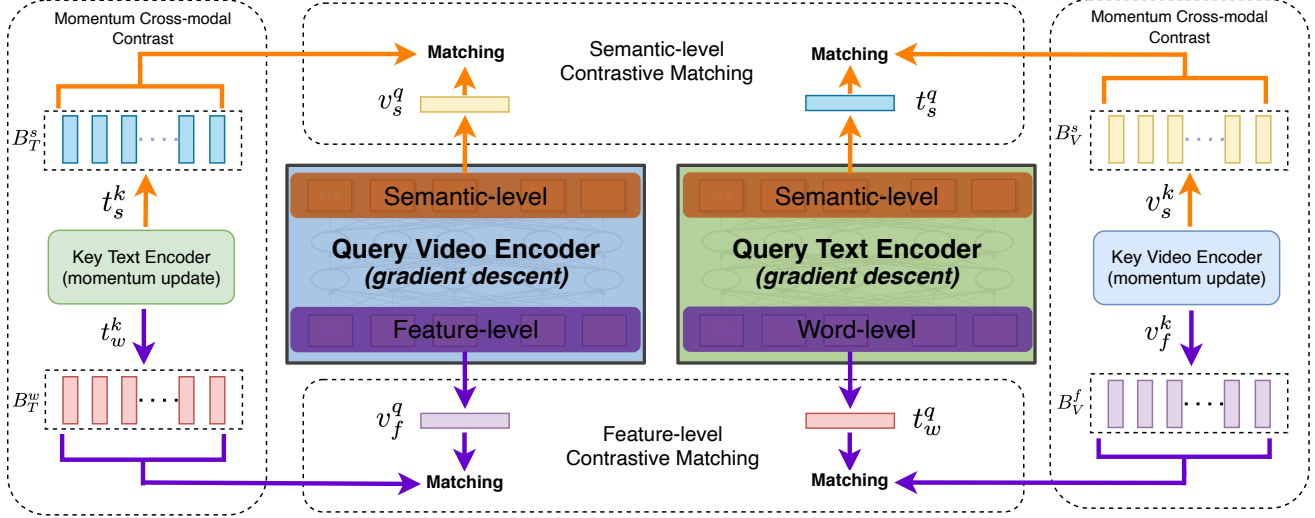 Momentum Cross-modal
Contrast
Matching
Semantic-level
Contrastive Matching
Matching
Momentum Cross-modal
Contrast
v_s^q
t_s^q
B_T^s
B_V^s
t_s^k
Semantic-level
Semantic-level
v_s^k
Key Text Encoder
(momentum update)
Query Video Encoder
(gradient descent)
Query Text Encoder
(gradient descent)
Key Video Encoder
(momentum update)
t_w^k
Feature-level
Word-level
v_f^k
B_T^w
v_f^q
Feature-level
Contrastive Matching
t_w^q
B_V^f
Matching
Matching